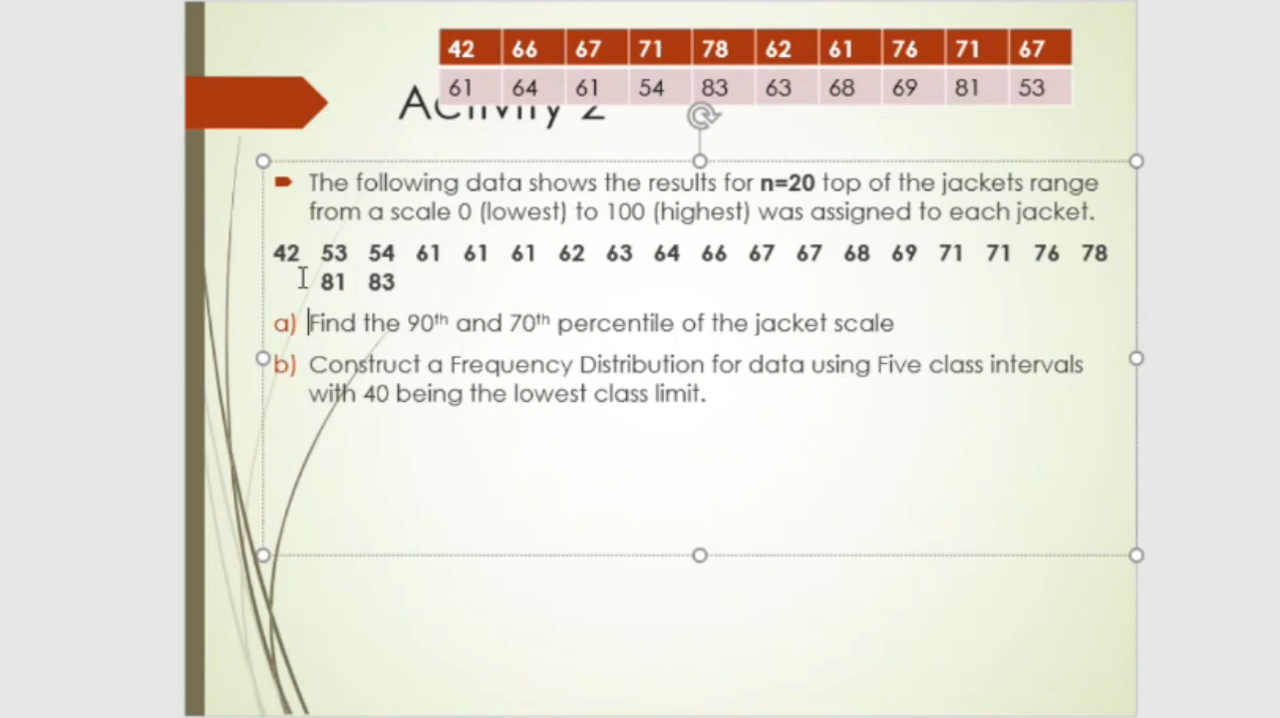 42 66 67 71 78 62 61 76 71 67
61 64 61 54 83 63 68 69 81 53
Activity 2
The following data shows the results for n=20 top of the jackets range
from a scale 0 (lowest) to 100 (highest) was assigned to each jacket.
42 53 54 61 61 61 62 63 64 66 67 67 68 69 71 71 76 78
81 83
a) Find the 90th and 70th percentile of the jacket scale
b) Construct a Frequency Distribution for data using Five class intervals
with 40 being the lowest class limit.